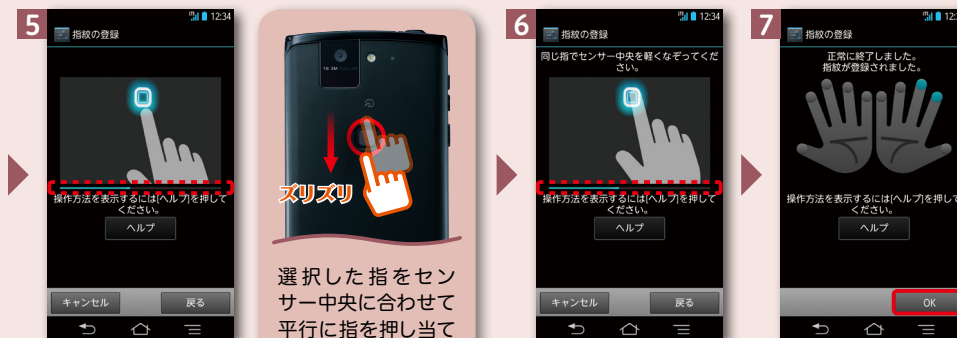 5
12:34
指紋の登録
操作方法を表示するには[ヘルプ]を押して
ください。
ヘルプ
キャンセル
戻る
ズリズリ
選択した指をセン
サー中央に合わせて
平行に指を押し当て
6
12:34
指紋の登録
同じ指でセンサー中央を軽くなぞってくだ
さい。
操作方法を表示するには[ヘルプ]を押して
ください。
ヘルプ
キャンセル
戻る
7
12:3
指紋の登録
正常に終了しました。
指紋が登録されました。
操作方法を表示するには[ヘルプ]を押して
ください。
ヘルプ
OK